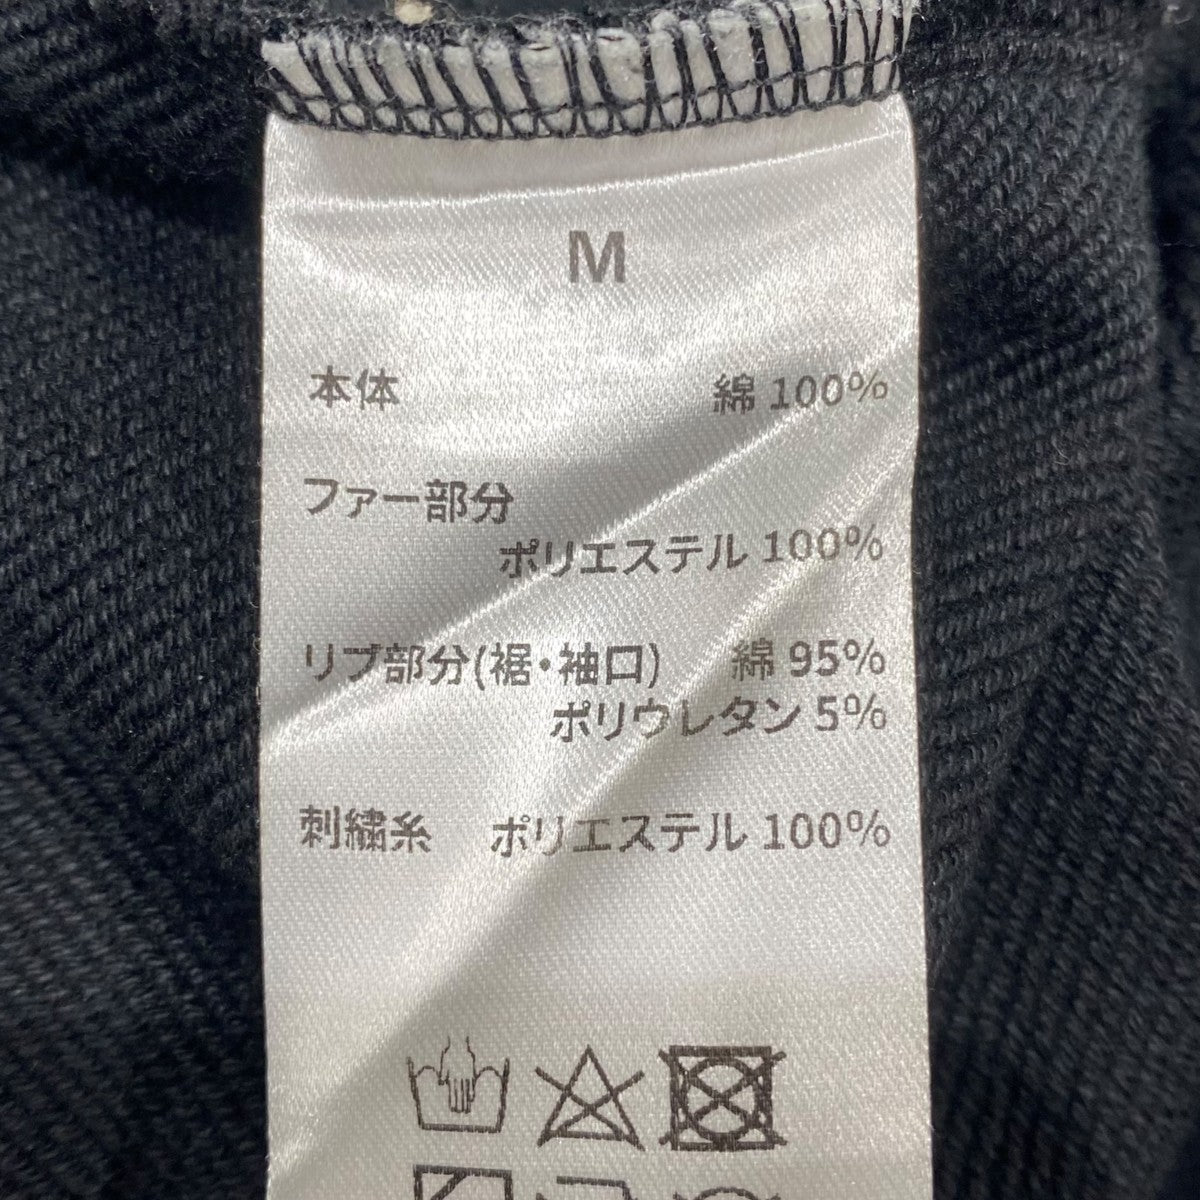 M
本体 綿 100%
ファー部分
ポリエステル 100%
リブ部分(裾・袖口) 綿 95%
ポリウレタン 5%
刺繍糸 ポリエステル 100%